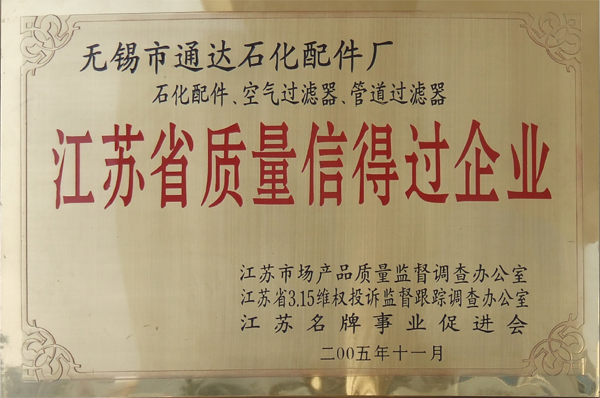 无锡市通达石化配件厂
石化配件、空气过滤器、管道过滤器
江苏省质量信得过企业
江苏市场产品质量监督调查办公室
江苏省3.15维权投诉监督跟踪调查办公室
江苏名牌事业促进会
二00五年十一月